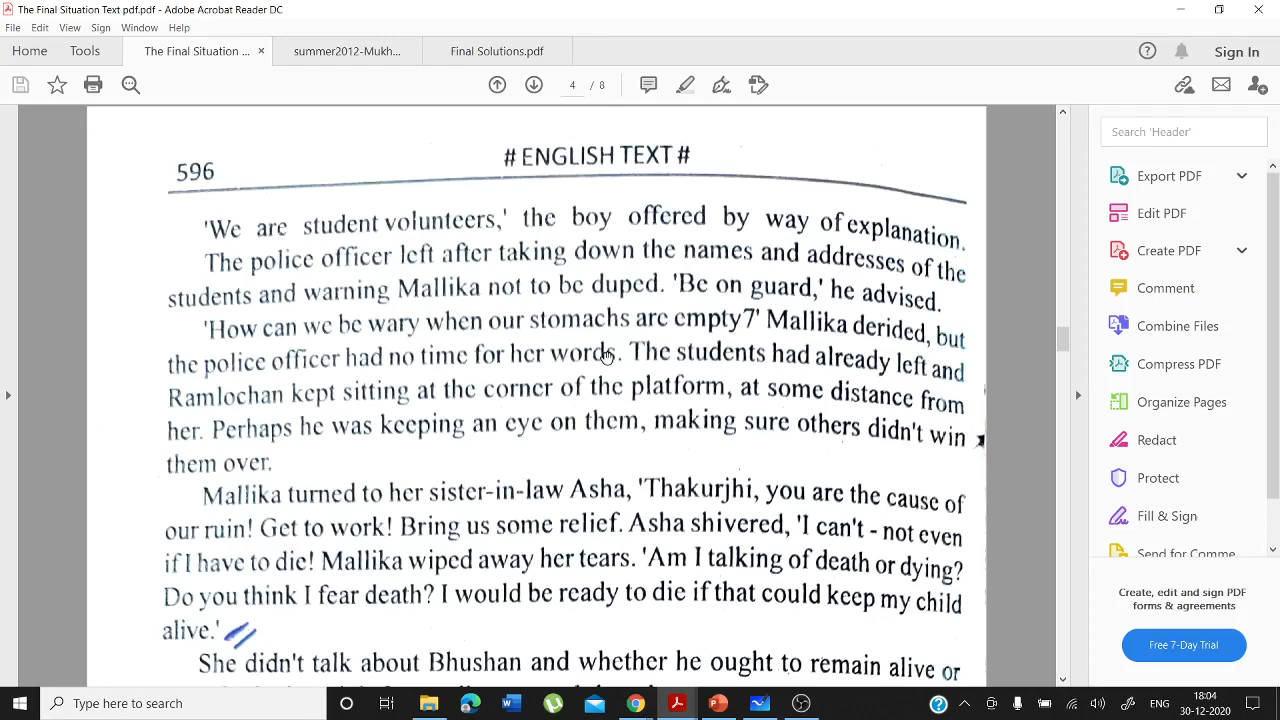 The Final Situation Text pdf.pdf - Adobe Acrobat Reader DC
File Edit View Sign Window Help
Home Tools The Final Situation ... × summer2012-Mukh... Final Solutions.pdf Sign In
4 / 8
596
# ENGLISH TEXT #
'We are student volunteers,' the boy offered by way of explanation.
The police officer left after taking down the names and addresses of the
students and warning Mallika not to be duped. 'Be on guard,' he advised.
'How can we be wary when our stomachs are empty7' Mallika derided, but
the police officer had no time for her words. The students had already left and
Ramlochan kept sitting at the corner of the platform, at some distance from
her. Perhaps he was keeping an eye on them, making sure others didn't win
them over.
Mallika turned to her sister-in-law Asha, 'Thakurjhi, you are the cause of
our ruin! Get to work! Bring us some relief. Asha shivered, 'I can't - not even
if I have to die! Mallika wiped away her tears. 'Am I talking of death or dying?
Do you think I fear death? I would be ready to die if that could keep my child
alive.'
She didn't talk about Bhushan and whether he ought to remain alive or
Search 'Header'
Export PDF
Edit PDF
Create PDF
Comment
Combine Files
Compress PDF
Organize Pages
Redact
Protect
Fill & Sign
Send for Comme
Create, edit and sign PDF
forms & agreements
Free 7-Day Trial
Type here to search
ENG
18:04
30-12-2020